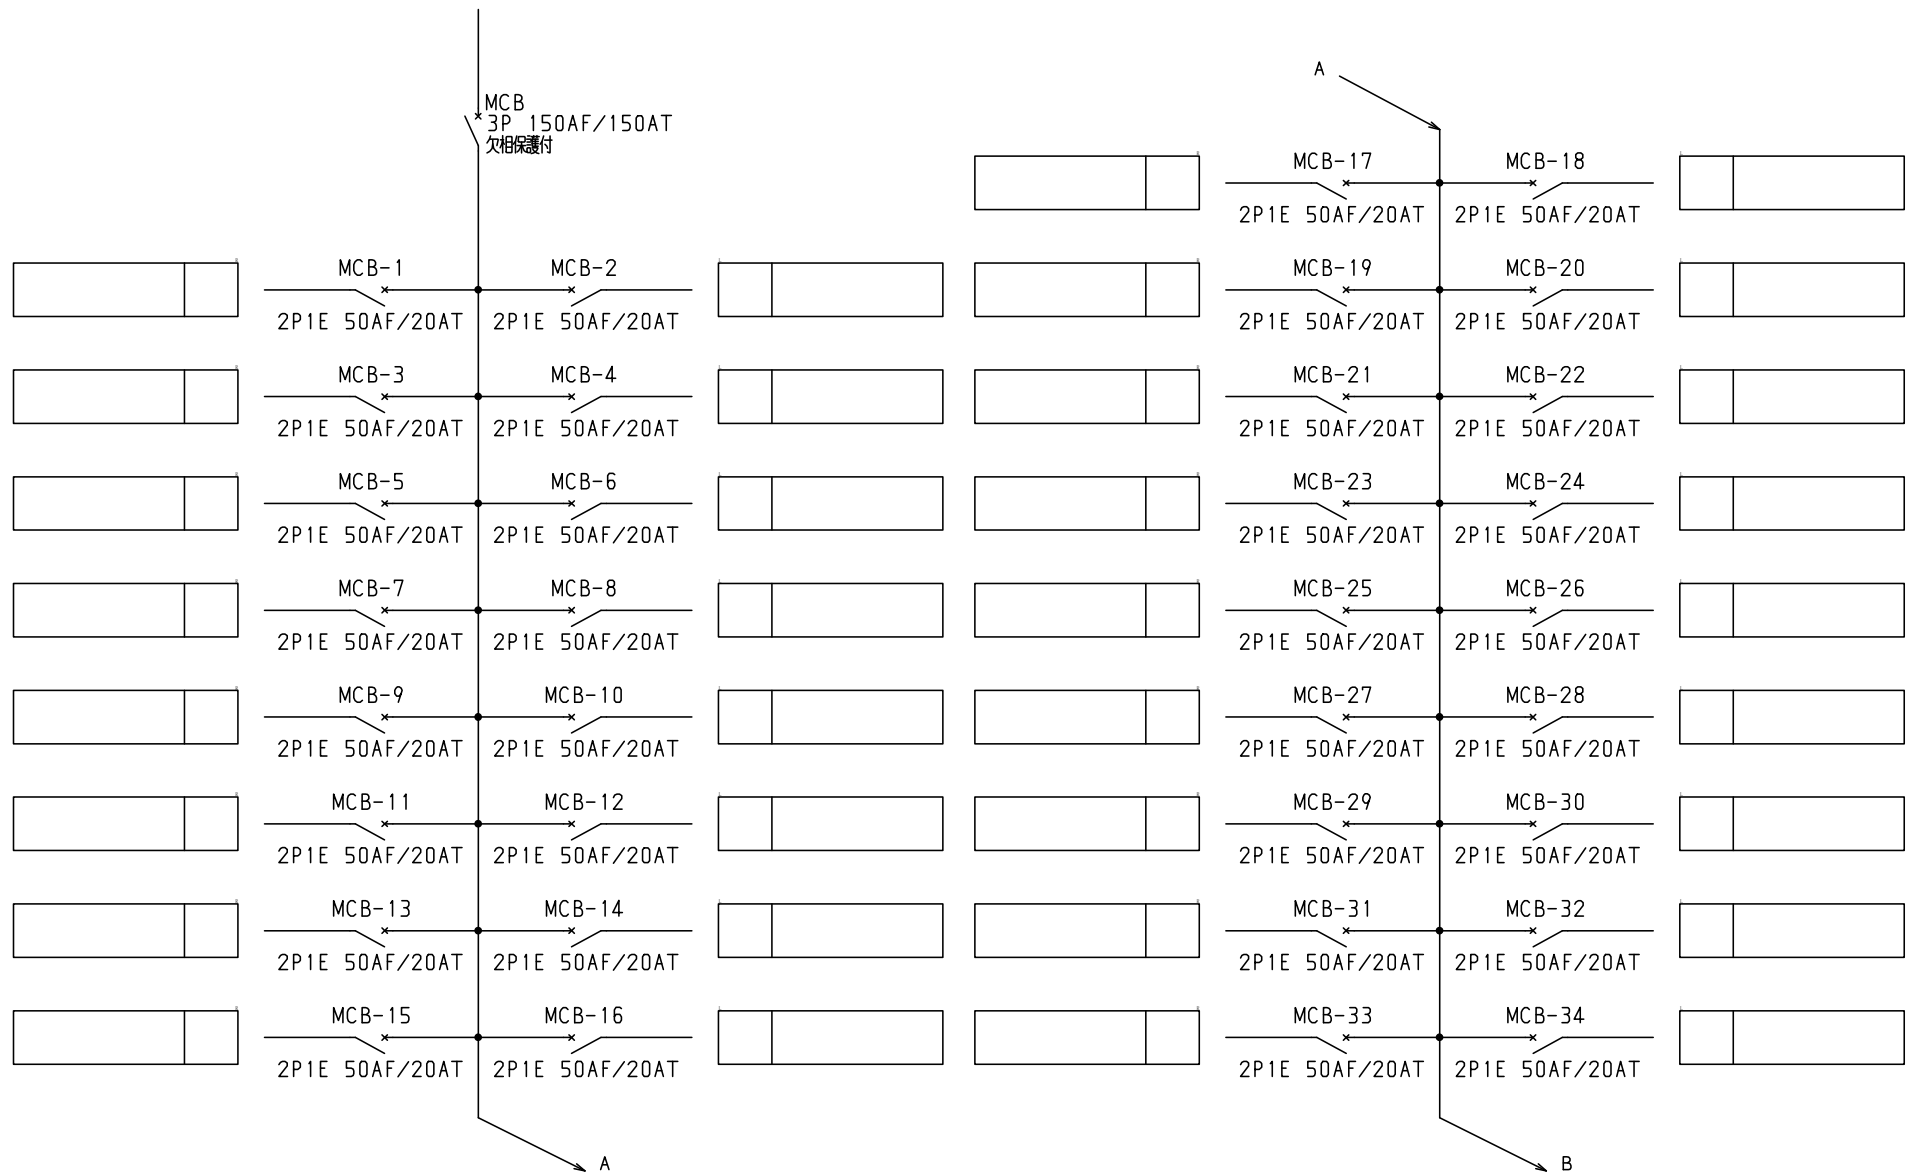 MCB
3P 150AF/150AT
欠相保護付
MCB-1 MCB-2
2P1E 50AF/20AT 2P1E 50AF/20AT
MCB-3 MCB-4
2P1E 50AF/20AT 2P1E 50AF/20AT
MCB-5 MCB-6
2P1E 50AF/20AT 2P1E 50AF/20AT
MCB-7 MCB-8
2P1E 50AF/20AT 2P1E 50AF/20AT
MCB-9 MCB-10
2P1E 50AF/20AT 2P1E 50AF/20AT
MCB-11 MCB-12
2P1E 50AF/20AT 2P1E 50AF/20AT
MCB-13 MCB-14
2P1E 50AF/20AT 2P1E 50AF/20AT
MCB-15 MCB-16
2P1E 50AF/20AT 2P1E 50AF/20AT
A
A
MCB-17 MCB-18
2P1E 50AF/20AT 2P1E 50AF/20AT
MCB-19 MCB-20
2P1E 50AF/20AT 2P1E 50AF/20AT
MCB-21 MCB-22
2P1E 50AF/20AT 2P1E 50AF/20AT
MCB-23 MCB-24
2P1E 50AF/20AT 2P1E 50AF/20AT
MCB-25 MCB-26
2P1E 50AF/20AT 2P1E 50AF/20AT
MCB-27 MCB-28
2P1E 50AF/20AT 2P1E 50AF/20AT
MCB-29 MCB-30
2P1E 50AF/20AT 2P1E 50AF/20AT
MCB-31 MCB-32
2P1E 50AF/20AT 2P1E 50AF/20AT
MCB-33 MCB-34
2P1E 50AF/20AT 2P1E 50AF/20AT
B